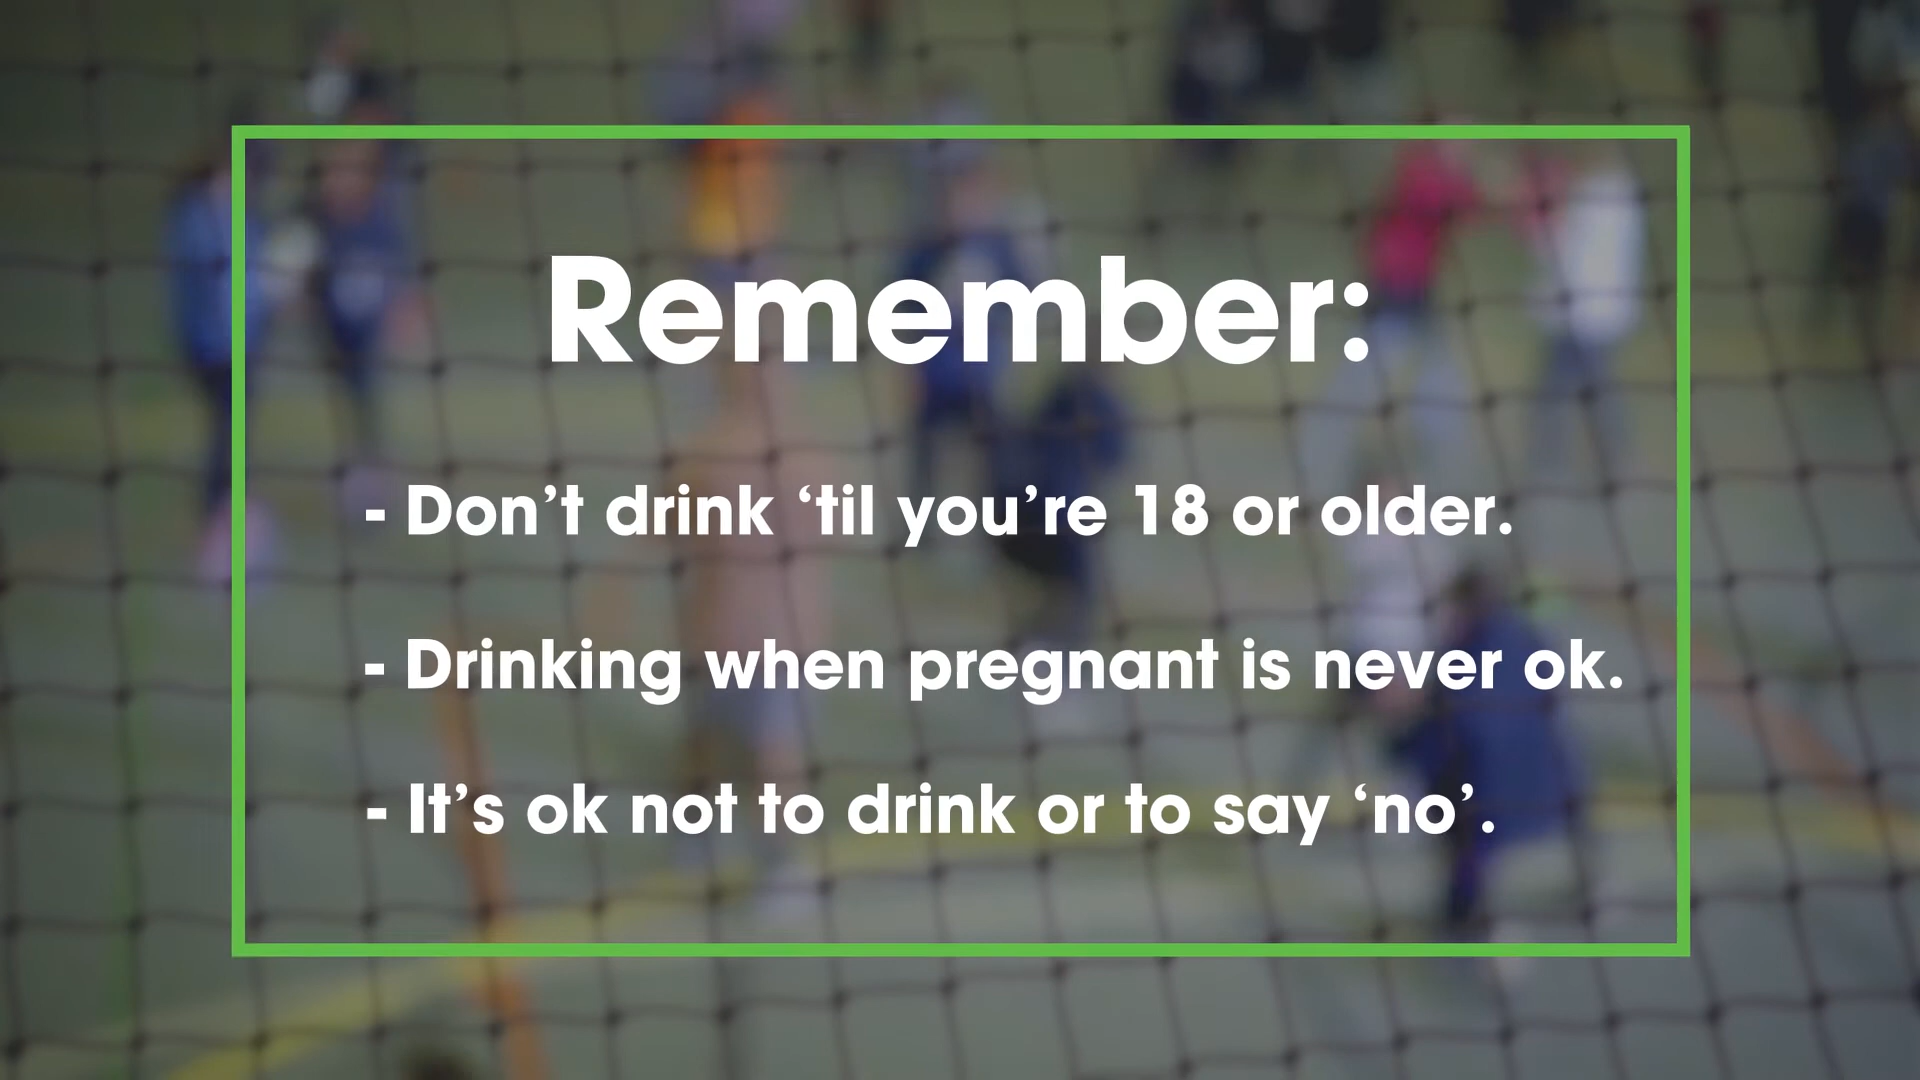 Remember:
- Don’t drink ‘til you’re 18 or older.
- Drinking when pregnant is never ok.
- It’s ok not to drink or to say ‘no’.